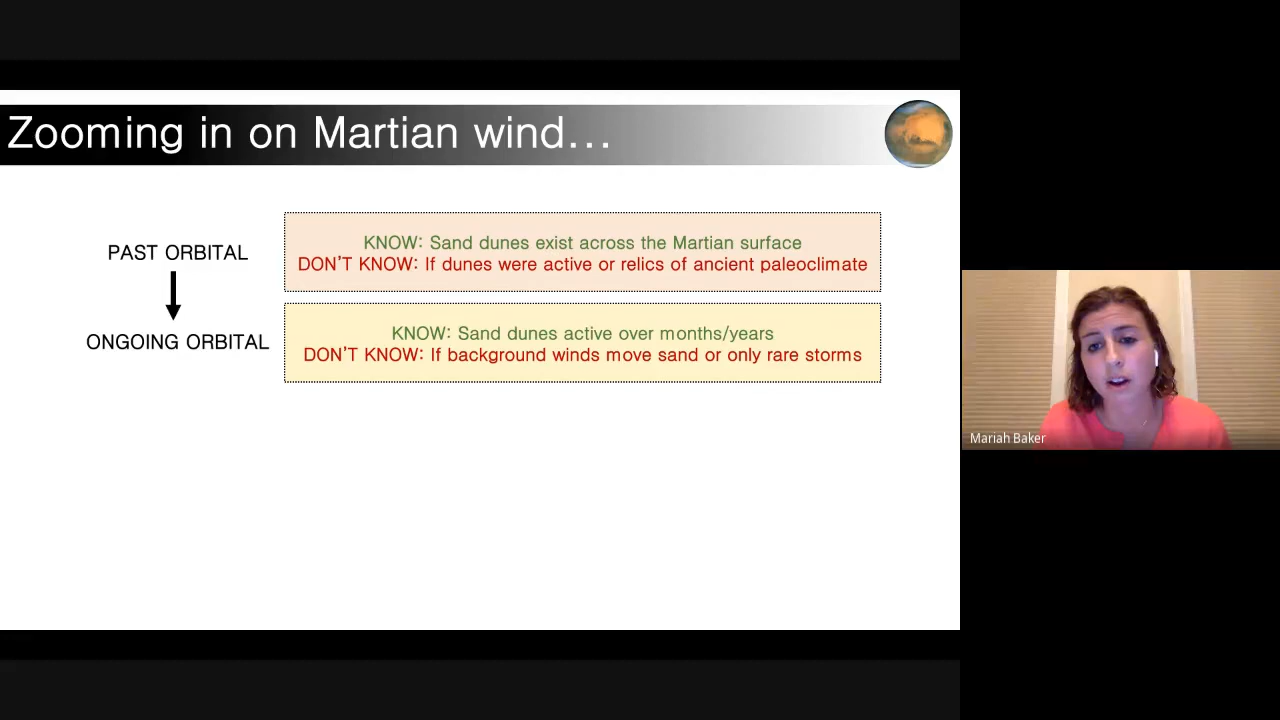 Zooming in on Martian wind…
PAST ORBITAL
KNOW: Sand dunes exist across the Martian surface
DON'T KNOW: If dunes were active or relics of ancient paleoclimate
ONGOING ORBITAL
KNOW: Sand dunes active over months/years
DON'T KNOW: If background winds move sand or only rare storms
Mariah Baker